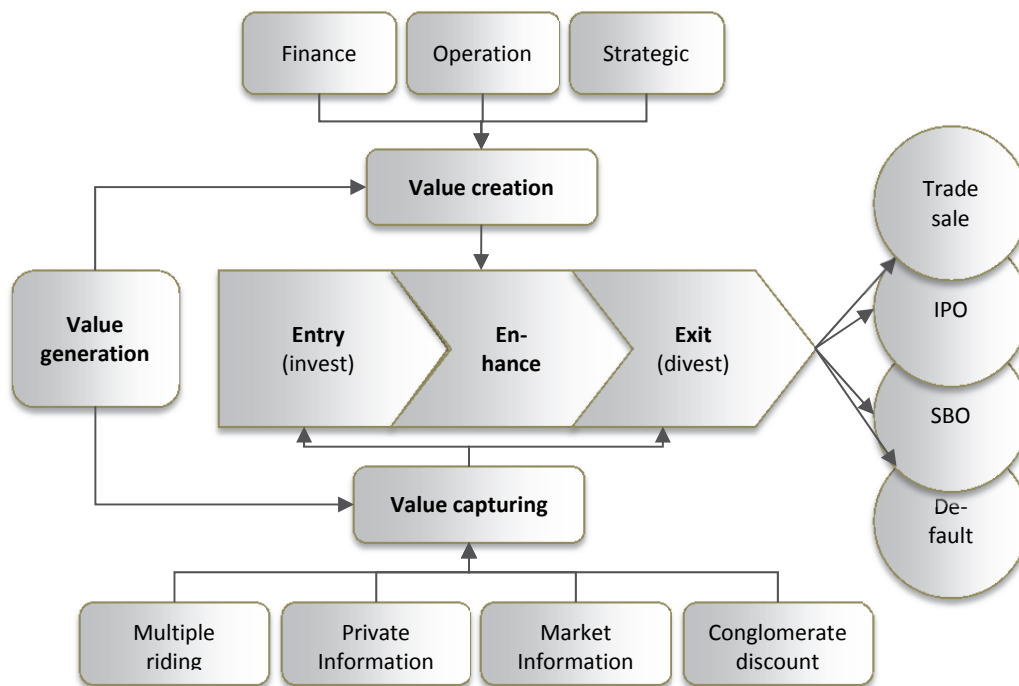 Finance
Operation
Strategic
Value creation
Trade
sale
IPO
Value
generation
Entry
(invest)
En-
hance
Exit
(divest)
SBO
Value capturing
De-
fault
Multiple
riding
Private
Information
Market
Information
Conglomerate
discount